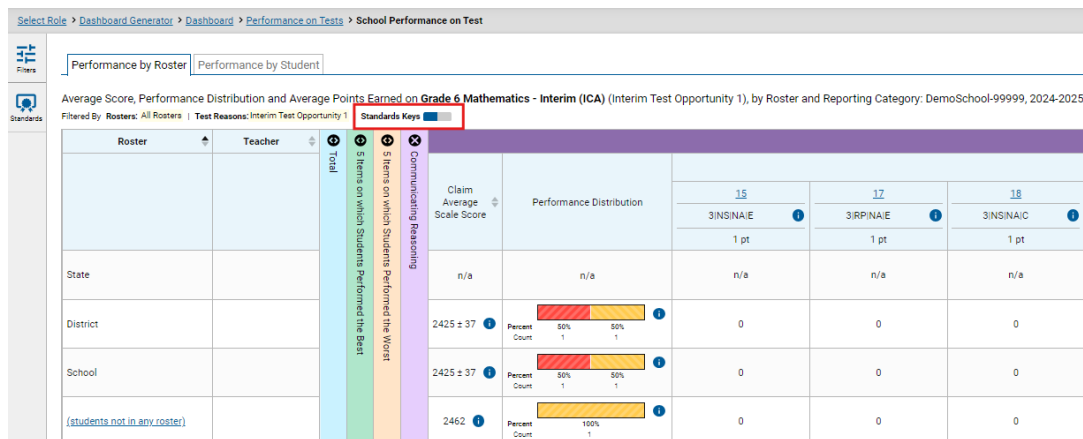 Select Role > Dashboard Generator > Dashboard > Performance on Tests > School Performance on Test
Filters
Standards
Performance by Roster
Performance by Student
Average Score, Performance Distribution and Average Points Earned on Grade 6 Mathematics - Interim (ICA) (Interim Test Opportunity 1), by Roster and Reporting Category: DemoSchool-99999, 2024-2025
Filtered By Rosters: All Rosters | Test Reasons: Interim Test Opportunity 1 Standards Keys
Roster Teacher
Total
5 Items on which Students Performed the Best
5 Items on which Students Performed the Worst
Communicating Reasoning
Claim
Average
Scale Score
Performance Distribution
15 17 18
3|NS|NA|E 3|RP|NA|E 3|NS|NA|C
1 pt 1 pt 1 pt
State n/a n/a n/a n/a n/a
District 2425 ± 37 0 0 0
Percent 50% 50%
Count 1 1
School 2425 ± 37 0 0 0
Percent 50% 50%
Count 1 1
(students not in any roster) 2462 0 0 0
Percent 100%
Count 1